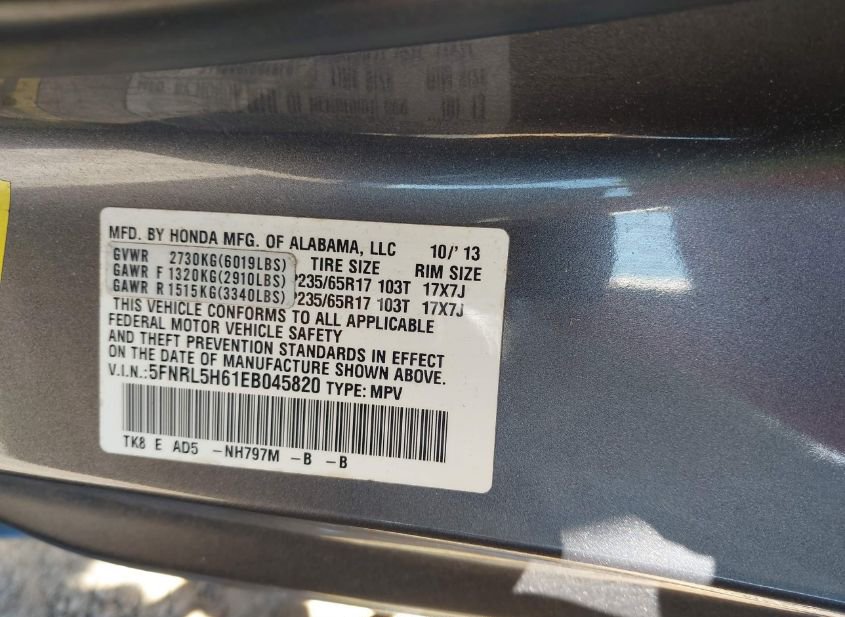 MFD. BY HONDA MFG. OF ALABAMA, LLC 10/'13
GVWR 2730KG(6019LBS) TIRE SIZE RIM SIZE
GAWR F 1320KG(2910LBS) P235/65R17 103T 17X7J
GAWR R 1515KG(3340LBS) P235/65R17 103T 17X7J
THIS VEHICLE CONFORMS TO ALL APPLICABLE
FEDERAL MOTOR VEHICLE SAFETY
AND THEFT PREVENTION STANDARDS IN EFFECT
ON THE DATE OF MANUFACTURE SHOWN ABOVE.
V.I.N.:5FNRL5H61EB045820 TYPE: MPV
TK8 E AD5 -NH797M -B -B